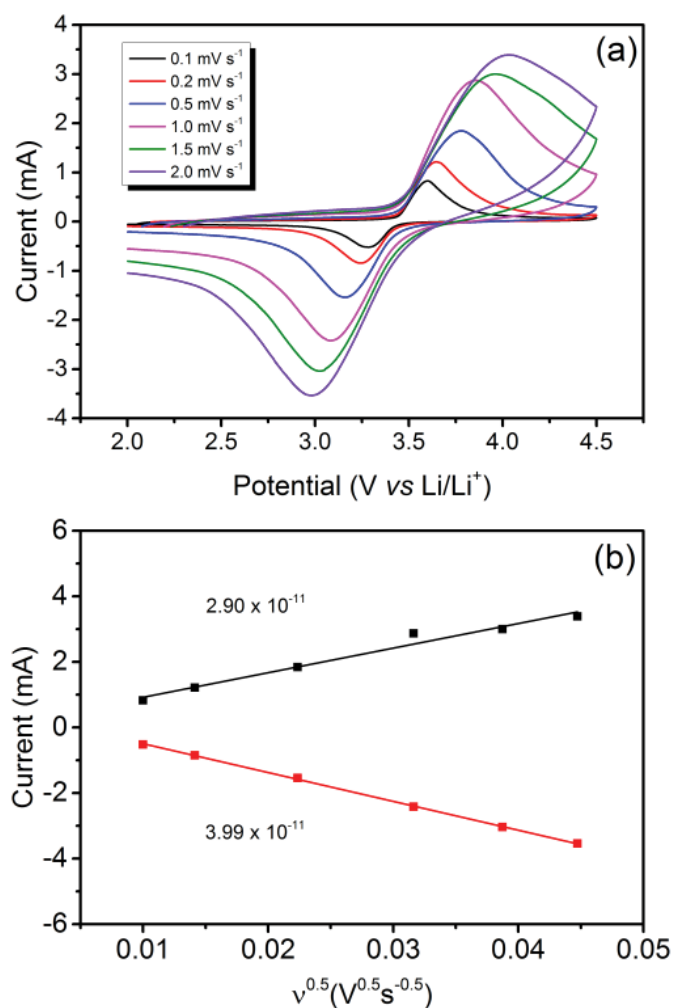 (a)
0.1 mV s⁻¹
0.2 mV s⁻¹
0.5 mV s⁻¹
1.0 mV s⁻¹
1.5 mV s⁻¹
2.0 mV s⁻¹
4
3
2
1
0
-1
-2
-3
-4
Current (mA)
2.0 2.5 3.0 3.5 4.0 4.5
Potential (V vs Li/Li⁺)
(b)
6
4
2
0
-2
-4
-6
Current (mA)
2.90 x 10⁻¹¹
3.99 x 10⁻¹¹
0.01 0.02 0.03 0.04 0.05
ν⁰·⁵(V⁰·⁵s⁻⁰·⁵)